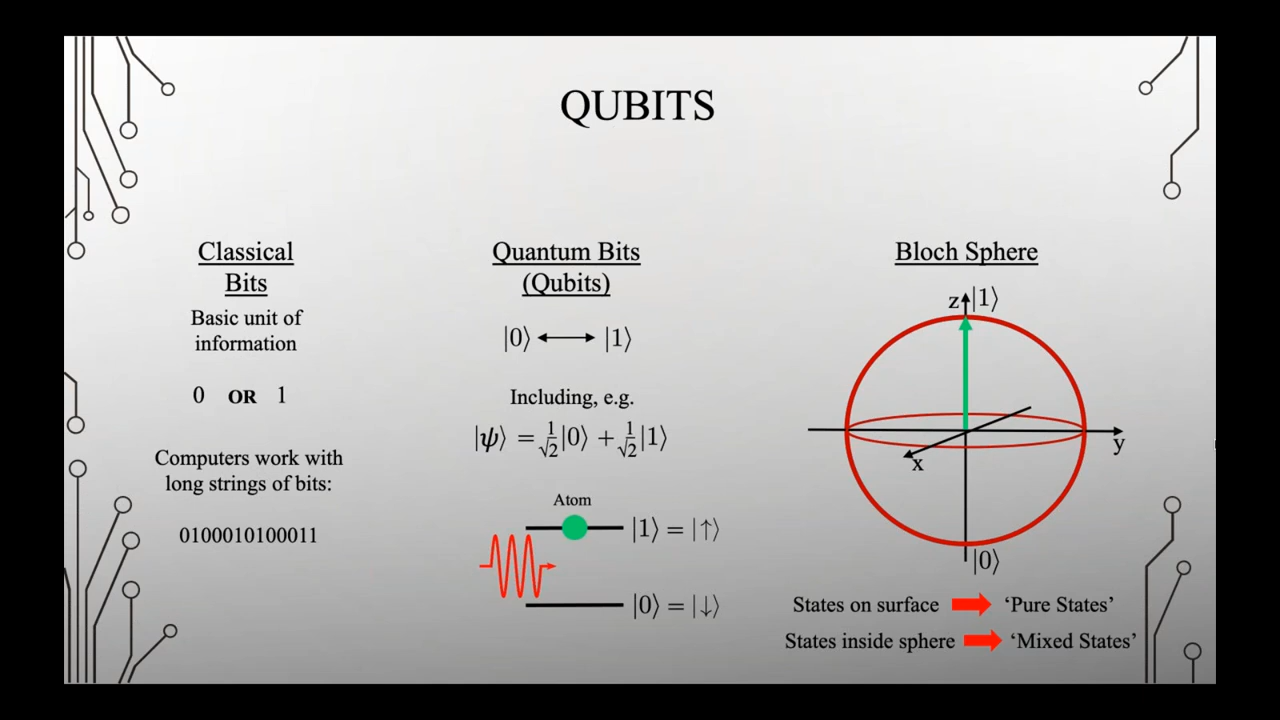 QUBITS
Classical
Bits
Basic unit of
information
0 OR 1
Computers work with
long strings of bits:
0100010100011
Quantum Bits
(Qubits)
|0⟩ ⟷ |1⟩
Including, e.g.
|ψ⟩ = 1/√2|0⟩ + 1/√2|1⟩
Atom
|1⟩ = |↑⟩
|0⟩ = |↓⟩
Bloch Sphere
z |1⟩
y
x
|0⟩
States on surface ➡ ‘Pure States’
States inside sphere ➡ ‘Mixed States’